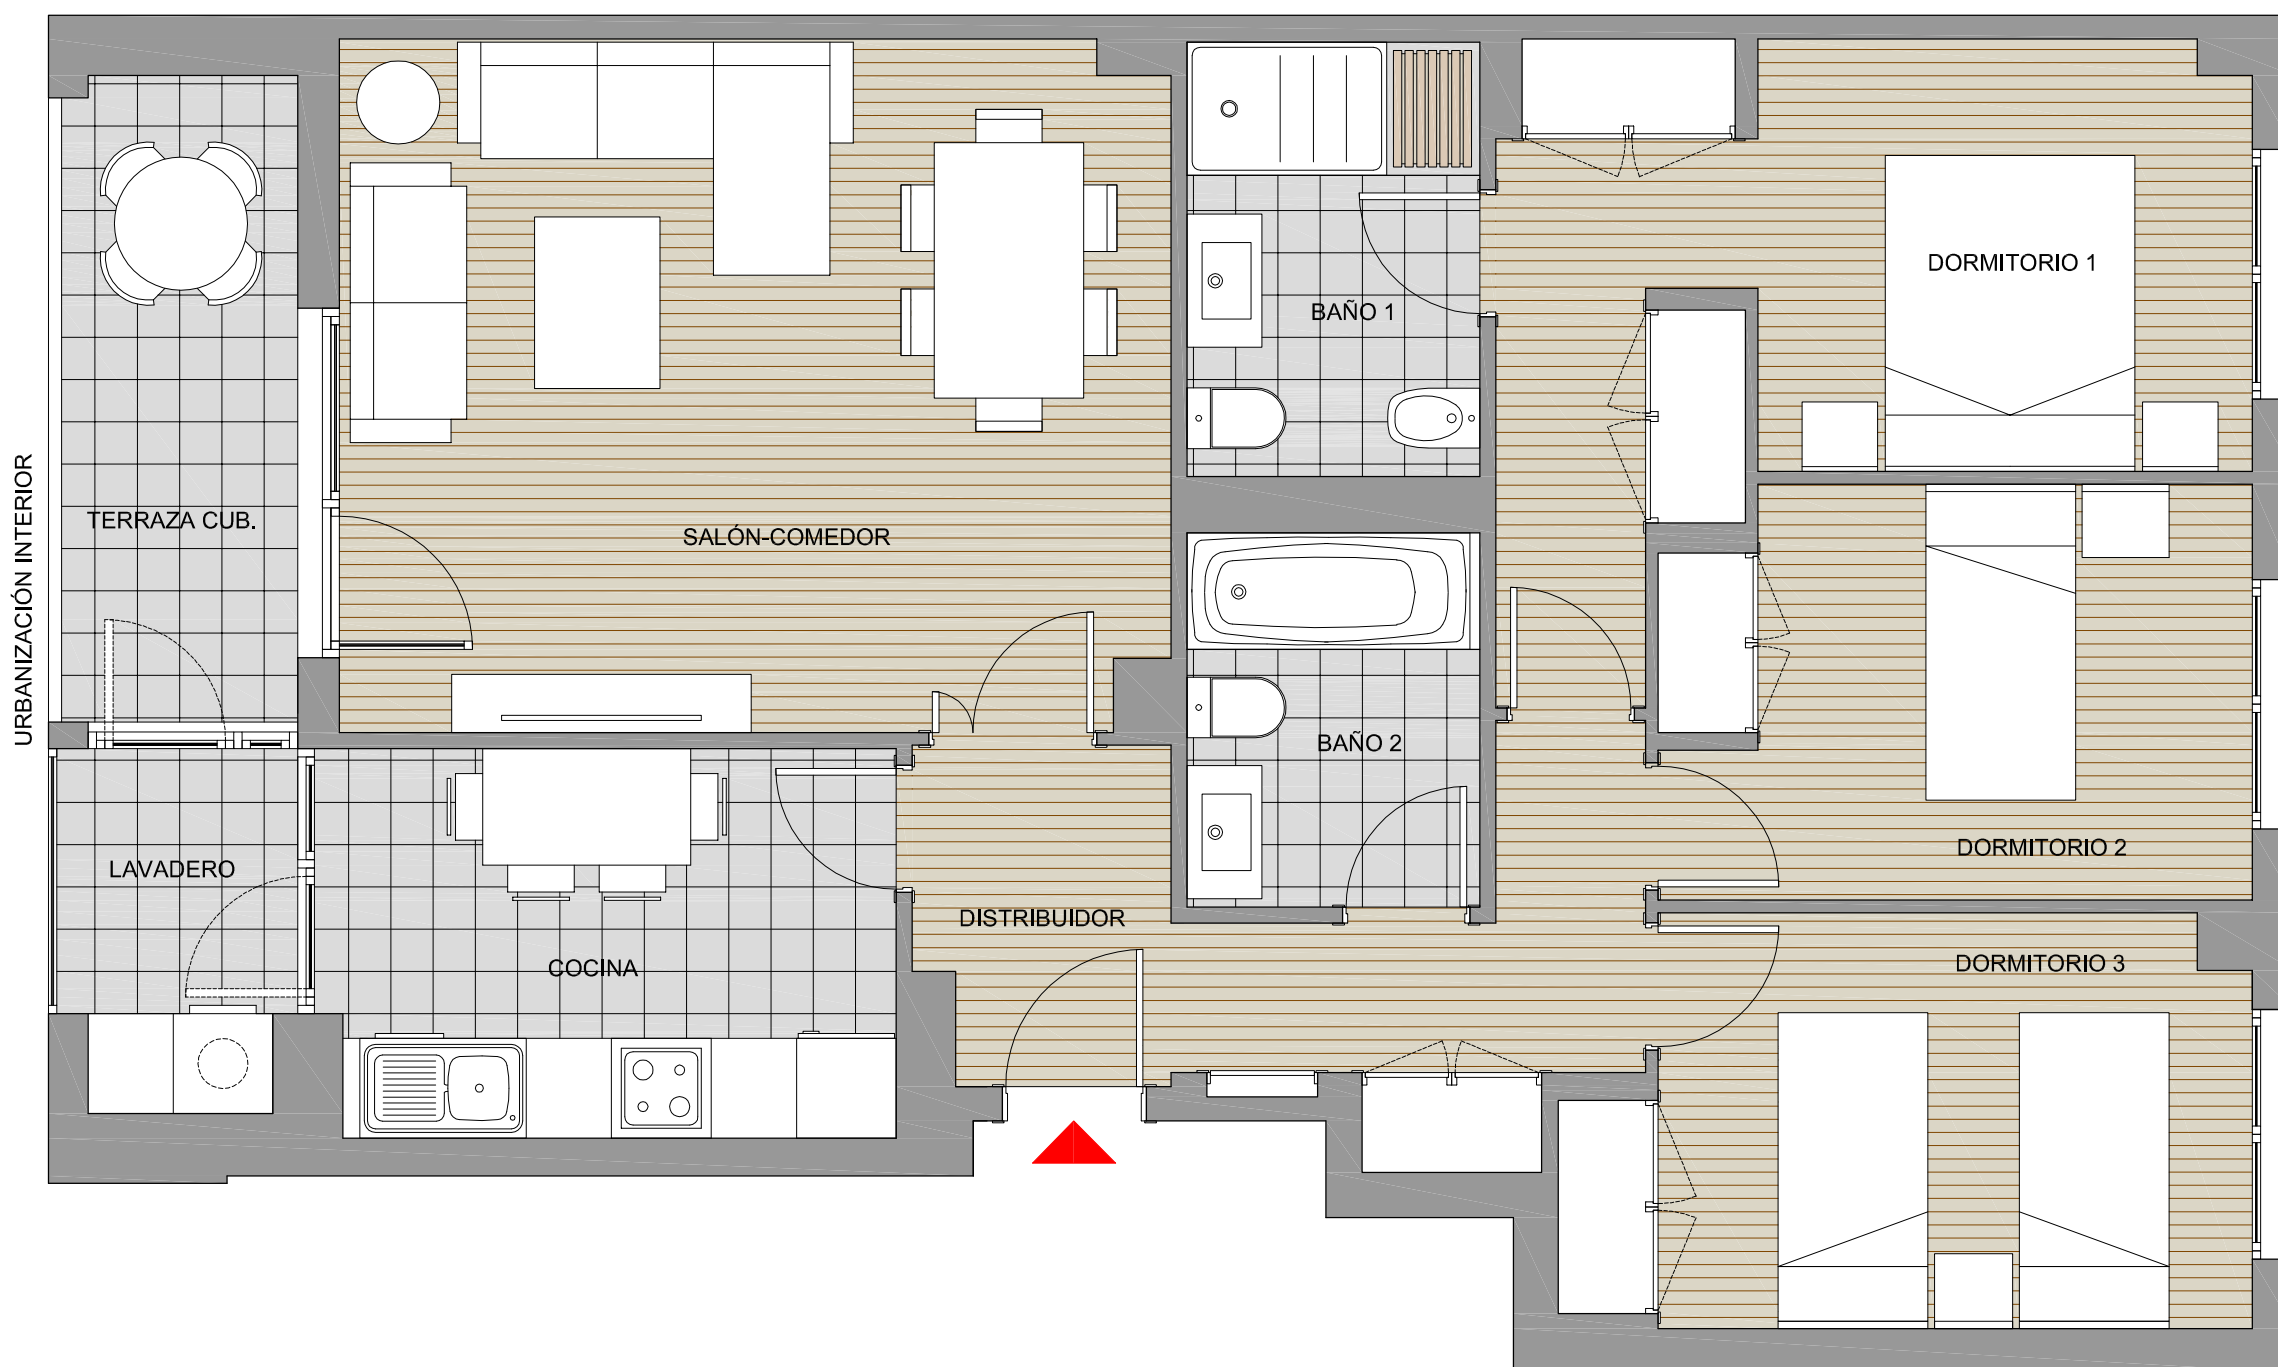 DORMITORIO 1
BAÑO 1
URBANIZACIÓN INTERIOR
TERRAZA CUB.
SALÓN-COMEDOR
BAÑO 2
DORMITORIO 2
LAVADERO
DISTRIBUIDOR
COCINA
DORMITORIO 3